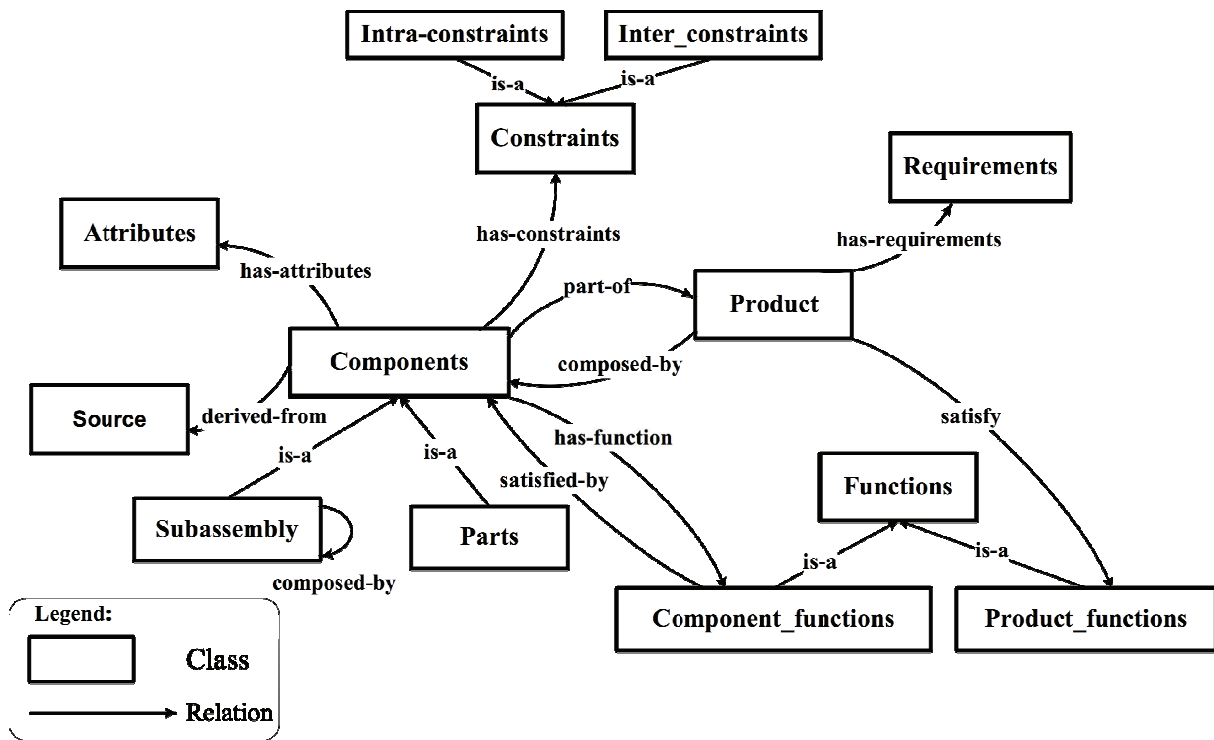 Intra-constraints
Inter_constraints
is-a
is-a
Constraints
Requirements
Attributes
has-constraints
has-requirements
has-attributes
part-of
Product
Components
composed-by
Source
derived-from
satisfy
has-function
is-a
is-a
satisfied-by
Functions
Subassembly
Parts
is-a
is-a
composed-by
Component_functions
Product_functions
Legend:
Class
Relation